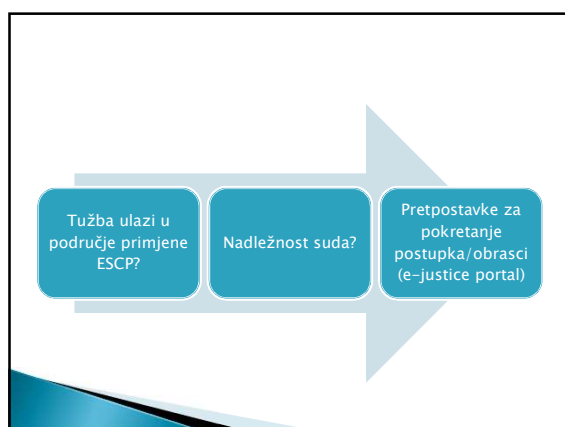 Tužba ulazi u
područje primjene
ESCP?
Nadležnost suda?
Pretpostavke za
pokretanje
postupka/obrasci
(e-justice portal)